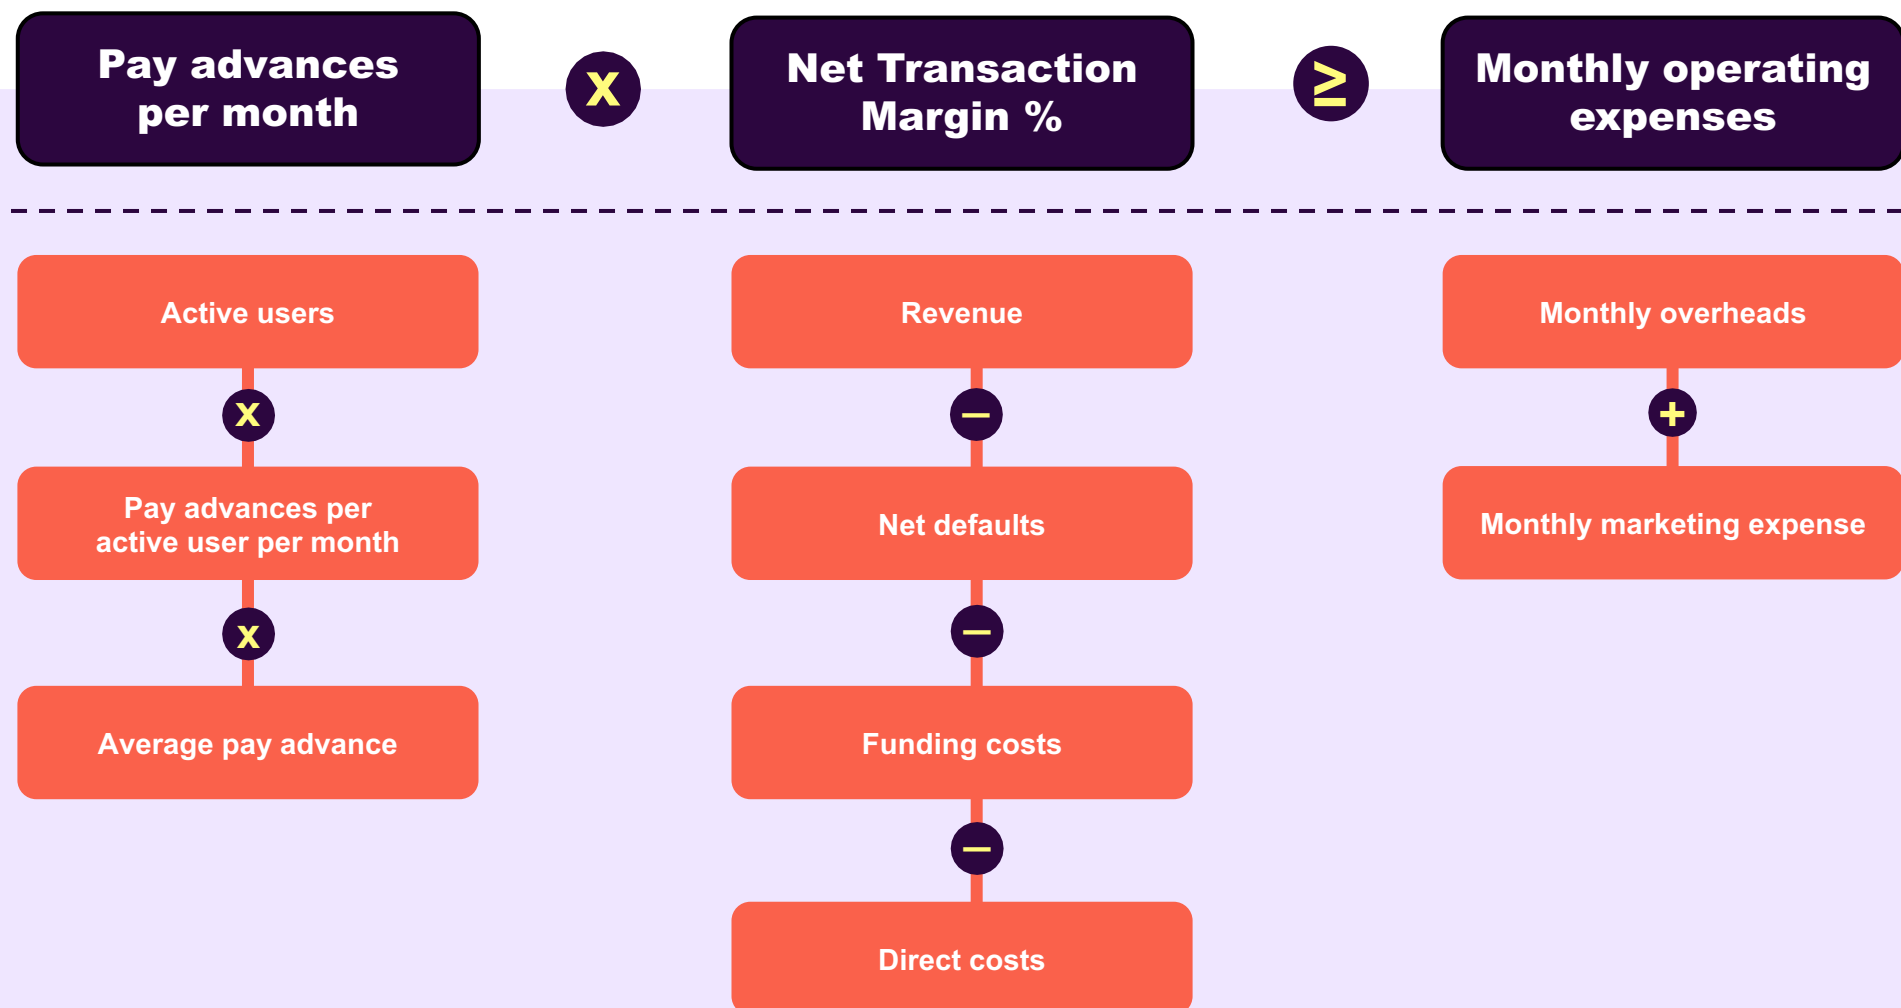 Pay advances
per month
x
Net Transaction
Margin %
≥
Monthly operating
expenses
Active users
x
Pay advances per
active user per month
x
Average pay advance
Revenue
–
Net defaults
–
Funding costs
–
Direct costs
Monthly overheads
+
Monthly marketing expense